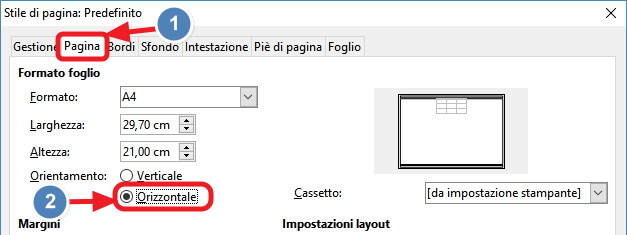 Stile di pagina: Predefinito
1
Gestione Pagina Bordi Sfondo Intestazione Piè di pagina Foglio
Formato foglio
Formato: A4
Larghezza: 29,70 cm
Altezza: 21,00 cm
Orientamento: Verticale
2 Orizzontale
Cassetto: [da impostazione stampante]
Margini Impostazioni layout